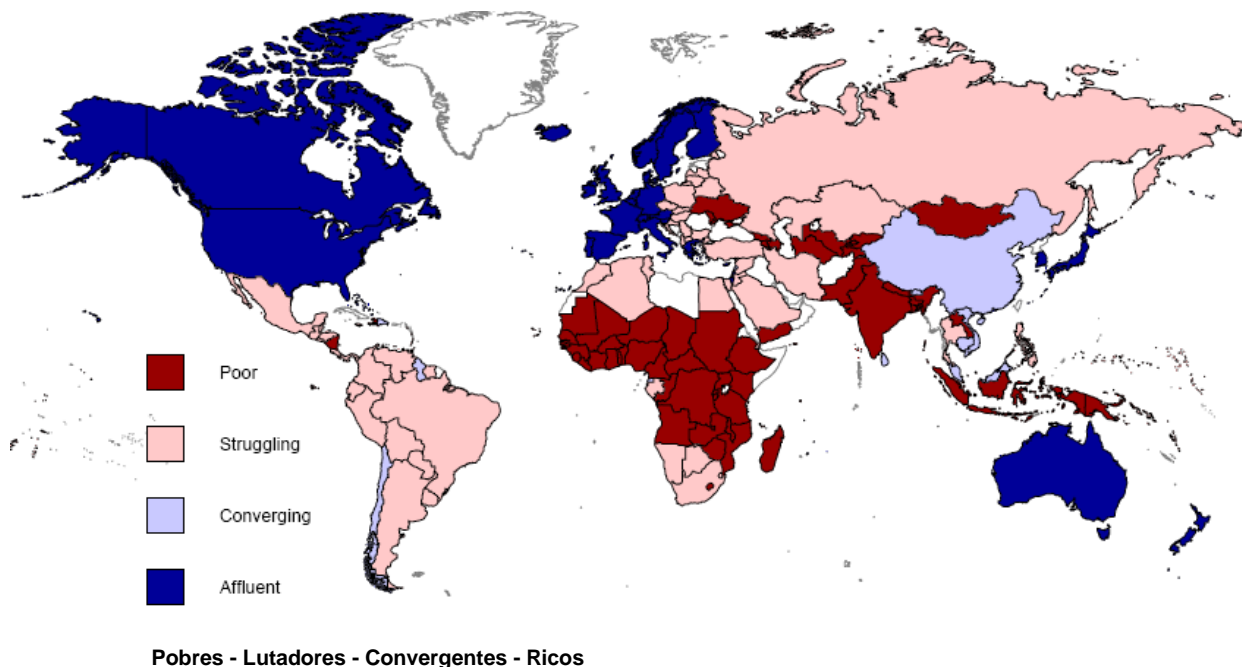 Poor
Struggling
Converging
Affluent
Pobres - Lutadores - Convergentes - Ricos